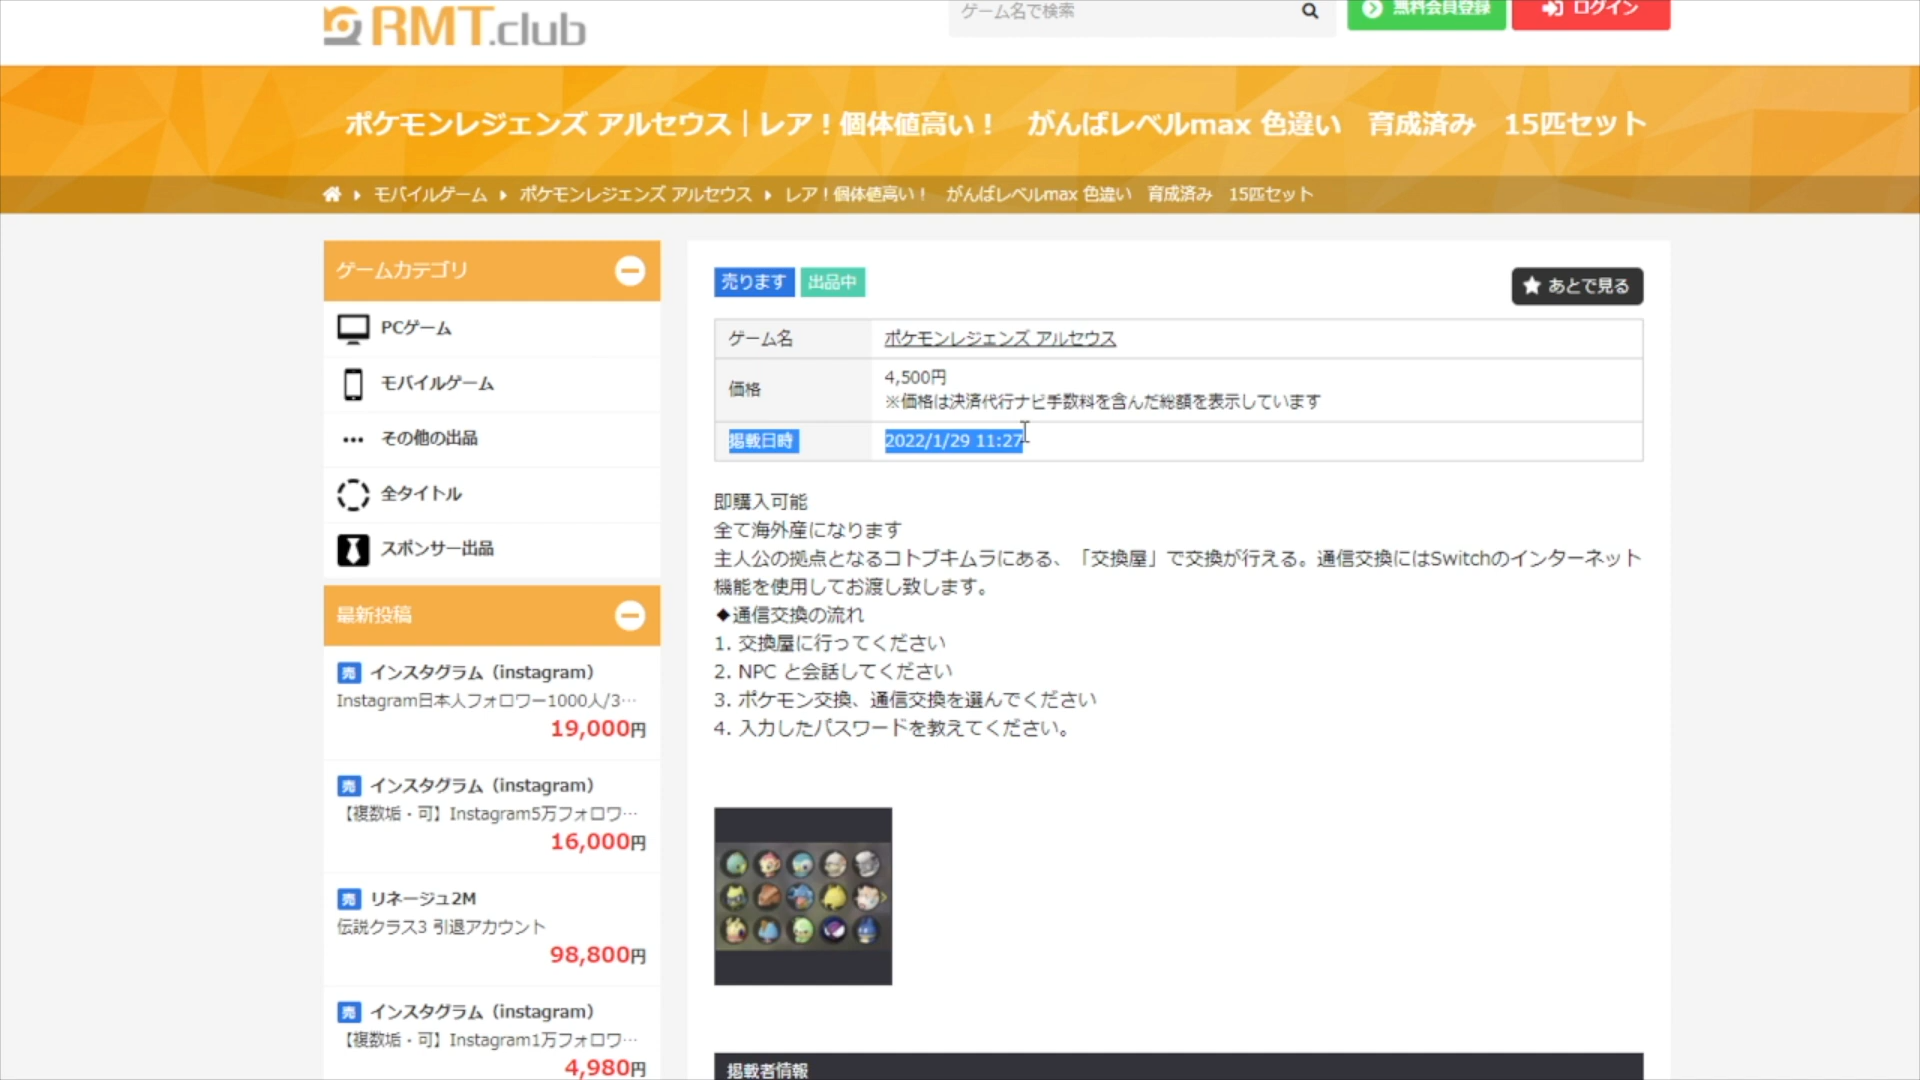 RMT.club
ゲーム名で検索
無料会員登録
ログイン
ポケモンレジェンズ アルセウス｜レア！個体値高い！　がんばレベルmax 色違い　育成済み　15匹セット
モバイルゲーム
ポケモンレジェンズ アルセウス
レア！個体値高い！　がんばレベルmax 色違い　育成済み　15匹セット
ゲームカテゴリ
PCゲーム
モバイルゲーム
その他の出品
全タイトル
スポンサー出品
最新投稿
売 インスタグラム（instagram）
Instagram日本人フォロワー1000人/3…
19,000円
売 インスタグラム（instagram）
【複数垢・可】Instagram5万フォロワ…
16,000円
売 リネージュ2M
伝説クラス3 引退アカウント
98,800円
売 インスタグラム（instagram）
【複数垢・可】Instagram1万フォロワ…
4,980円
売ります 出品中
あとで見る
ゲーム名 ポケモンレジェンズ アルセウス
価格 4,500円
※価格は決済代行ナビ手数料を含んだ総額を表示しています
掲載日時 2022/1/29 11:27
即購入可能
全て海外産になります
主人公の拠点となるコトブキムラにある、「交換屋」で交換が行える。通信交換にはSwitchのインターネット
機能を使用してお渡し致します。
◆通信交換の流れ
1. 交換屋に行ってください
2. NPC と会話してください
3. ポケモン交換、通信交換を選んでください
4. 入力したパスワードを教えてください。
掲載者情報